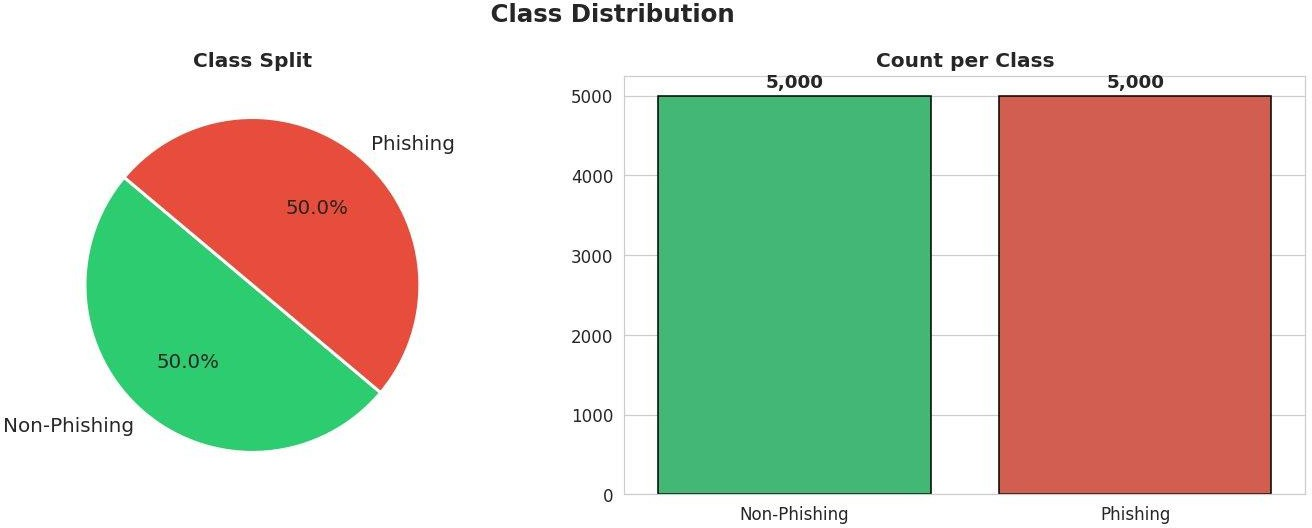 Class Distribution
Class Split
Phishing
50.0%
50.0%
Non-Phishing
Count per Class
5,000
5,000
5000
4000
3000
2000
1000
0
Non-Phishing
Phishing